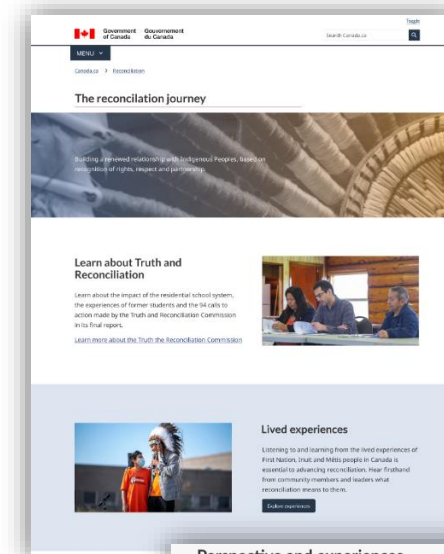 Toggle
Government of Canada
Gouvernement du Canada
Search Canada.ca
MENU
Canada.ca > Reconciliation
The reconcilation journey
Building a renewed relationship with Indigenous Peoples, based on
recognition of rights, respect and partnership.
Learn about Truth and
Reconciliation
Learn about the impact of the residential school system,
the experiences of former students and the 94 calls to
action made by the Truth and Reconciliation Commission
in its final report.
Learn more about the Truth the Reconciliation Commission
Lived experiences
Listening to and learning from the lived experiences of
First Nation, Inuit and Métis people in Canada is
essential to advancing reconciliation. Hear firsthand
from community members and leaders what
reconciliation means to them.
Explore experiences
Perspective and experiences